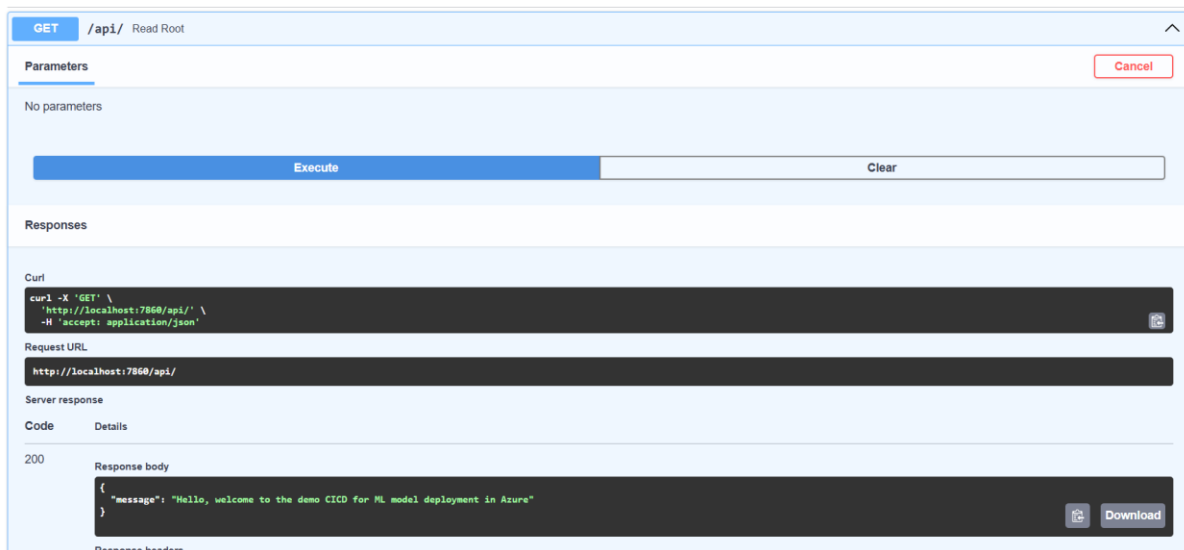 GET /api/ Read Root
Parameters
Cancel
No parameters
Execute
Clear
Responses
Curl
curl -X 'GET' \
'http://localhost:7860/api/' \
-H 'accept: application/json'
Request URL
http://localhost:7860/api/
Server response
Code Details
200
Response body
{
"message": "Hello, welcome to the demo CICD for ML model deployment in Azure"
}
Download
Response headers